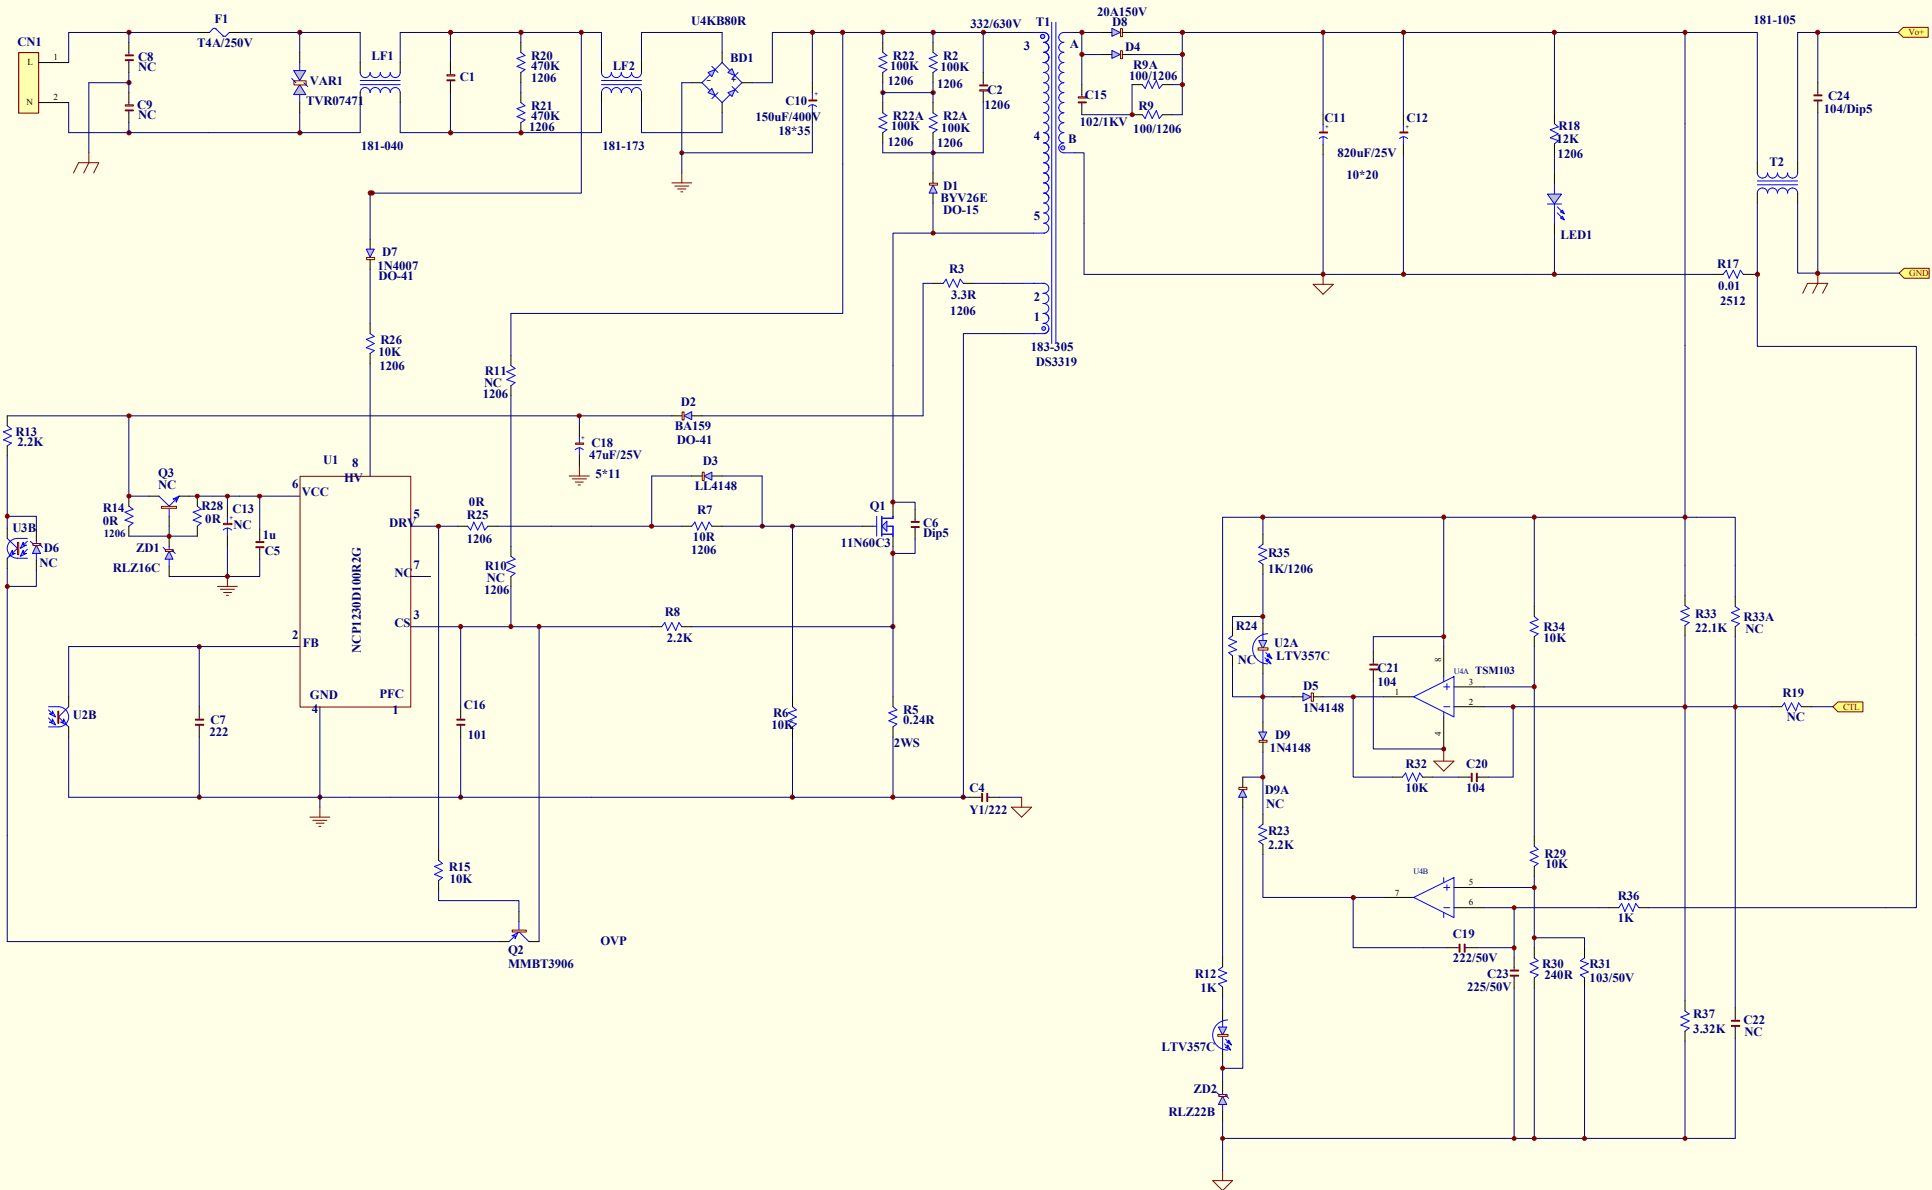 CN1
L
1
N
2
F1
T4A/250V
C8
NC
C9
NC
VAR1
TVR07471
LF1
181-040
C1
R20
470K
1206
R21
470K
1206
LF2
181-173
U4KB80R
BD1
C10
150uF/400V
18*35
R22
100K
1206
R2
100K
1206
R22A
100K
1206
R2A
100K
1206
C2
1206
332/630V
D1
BYV26E
DO-15
T1
3
4
5
2
1
A
B
183-305
DS3319
20A150V
D8
D4
R9A
100/1206
R9
100/1206
C15
102/1KV
C11
C12
820uF/25V
10*20
R18
12K
1206
LED1
181-105
T2
C24
104/Dip5
Vo+
GND
R17
0.01
2512
D7
1N4007
DO-41
R26
10K
1206
R11
NC
1206
R3
3.3R
1206
D2
BA159
DO-41
C18
47uF/25V
5*11
R13
2.2K
U3B
D6
NC
Q3
NC
R14
0R
1206
R28
0R
ZD1
RLZ16C
C13
NC
1u
C5
U1
NCP1230D100R2G
8
HV
6
VCC
5
DRV
7
NC
3
CS
2
FB
GND
4
PFC
1
0R
R25
1206
D3
LL4148
R7
10R
1206
Q1
11N60C3
C6
Dip5
R10
NC
1206
R8
2.2K
U2B
C7
222
C16
101
R6
10K
R5
0.24R
2WS
C4
Y1/222
R15
10K
Q2
MMBT3906
OVP
R35
1K/1206
R24
NC
U2A
LTV357C
D5
1N4148
D9
1N4148
D9A
NC
R23
2.2K
C21
104
U4A
TSM103
8
3
2
1
4
R32
10K
C20
104
R34
10K
R33
22.1K
R33A
NC
R19
NC
CTL
R29
10K
U4B
5
6
7
R36
1K
C19
222/50V
C23
225/50V
R30
240R
R31
103/50V
R12
1K
LTV357C
ZD2
RLZ22B
R37
3.32K
C22
NC